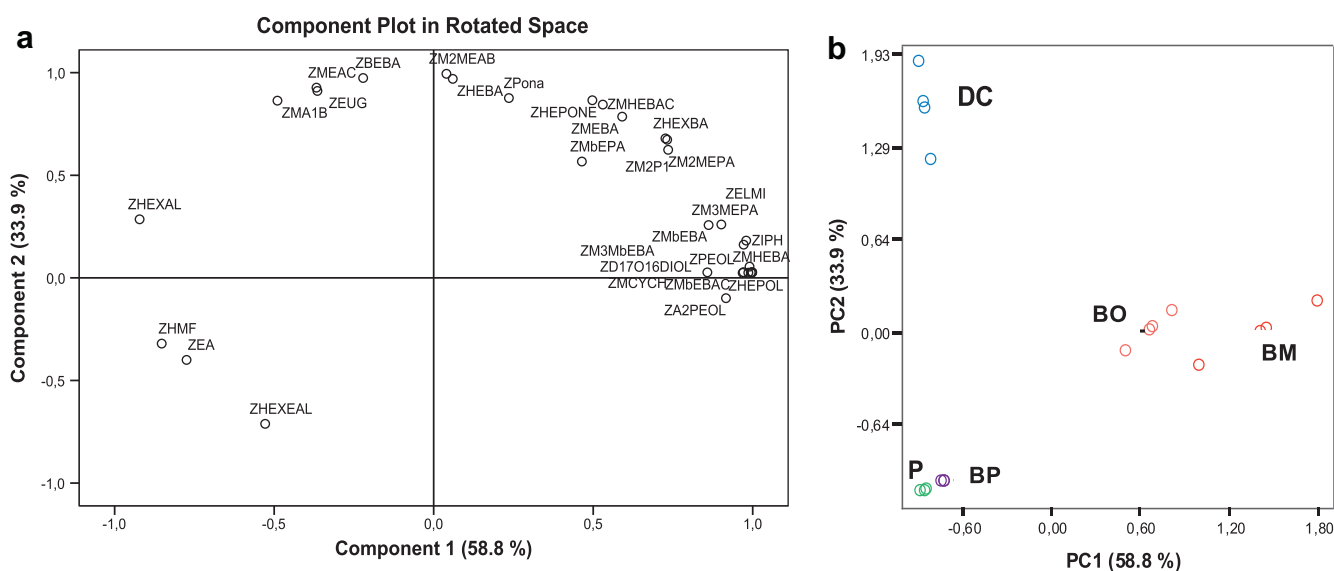 a
Component Plot in Rotated Space
Component 2 (33.9 %)
1,0
0,5
0,0
-0,5
-1,0
ZBEBA
ZMEAC
ZEUG
ZMA1B
ZM2MEAB
ZHEBA
ZPona
ZHEPONE
ZMHEBAC
ZMEBA
ZHEXBA
ZMbEPA
ZM2P1
ZM2MEPA
ZHEXAL
ZELMI
ZM3MEPA
ZMbEBA
ZIPH
ZM3MbEBA
ZPEOL
ZMHEBA
ZD17O16DIOL
ZMCYCH
ZMbEBAC
ZHEPOL
ZA2PEOL
ZHMF
ZEA
ZHEXEAL
-1,0
-0,5
0,0
0,5
1,0
Component 1 (58.8 %)
b
PC2 (33.9 %)
1,93
1,29
0,64
0,00
-0,64
DC
BO
BM
P
BP
-0,60
0,00
0,60
1,20
1,80
PC1 (58.8 %)